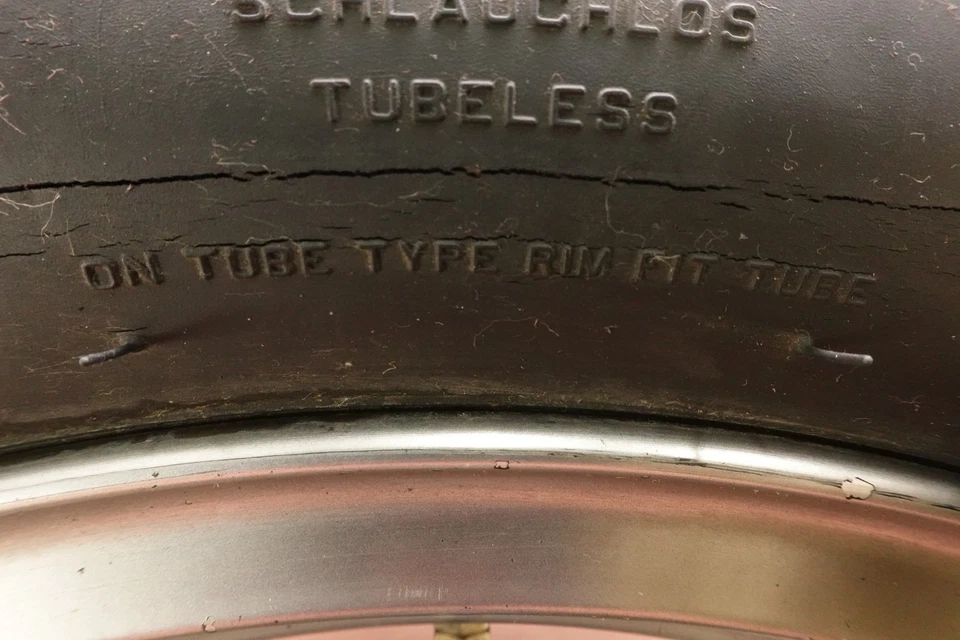 SCHLAUCHLOS
TUBELESS
ON TUBE TYPE RIM FIT TUBE